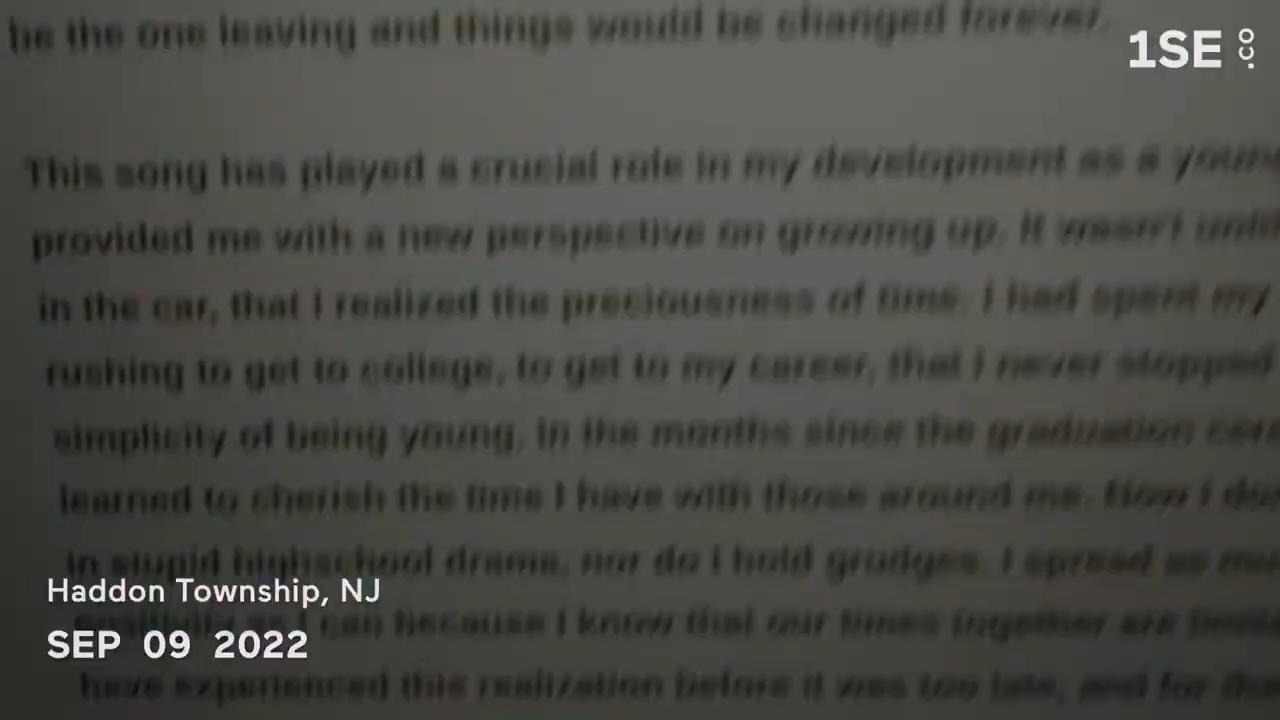 be the one leaving and things would be changed forever.
1SE .co
This song has played a crucial role in my development as a young
provided me with a new perspective on growing up. It wasn't until
in the car, that I realized the preciousness of time. I had spent my
rushing to get to college, to get to my career, that I never stopped
simplicity of being young. In the months since the graduation
learned to cherish the time I have with those around me. Now I
in stupid highschool drama, nor do I hold grudges. I spread as
Haddon Township, NJ
as I can because I know that our times together are
SEP 09 2022
have experienced this realization before it was too late, and for